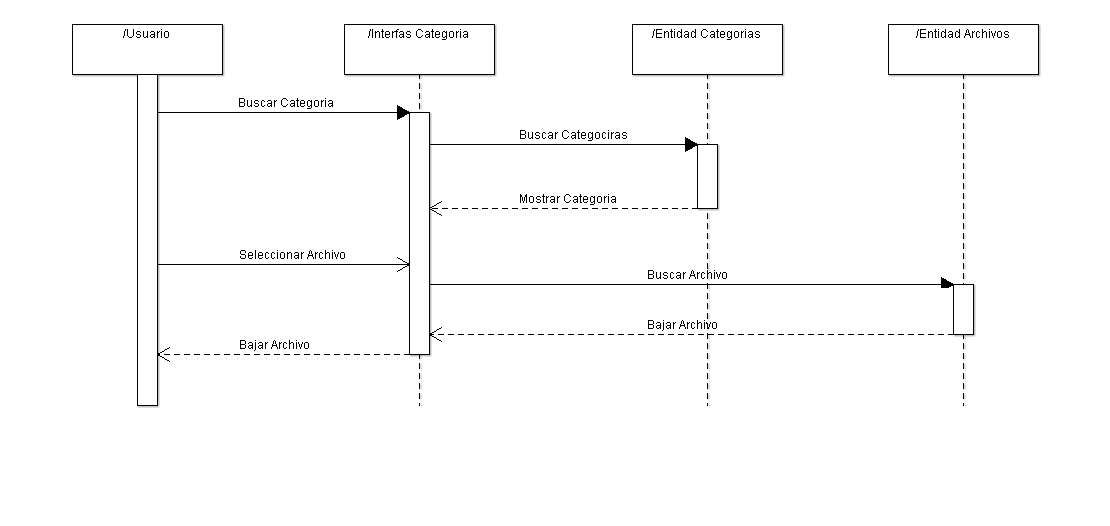 /Usuario
/Interfas Categoria
/Entidad Categorias
/Entidad Archivos
Buscar Categoria
Buscar Categociras
Mostrar Categoria
Seleccionar Archivo
Buscar Archivo
Bajar Archivo
Bajar Archivo